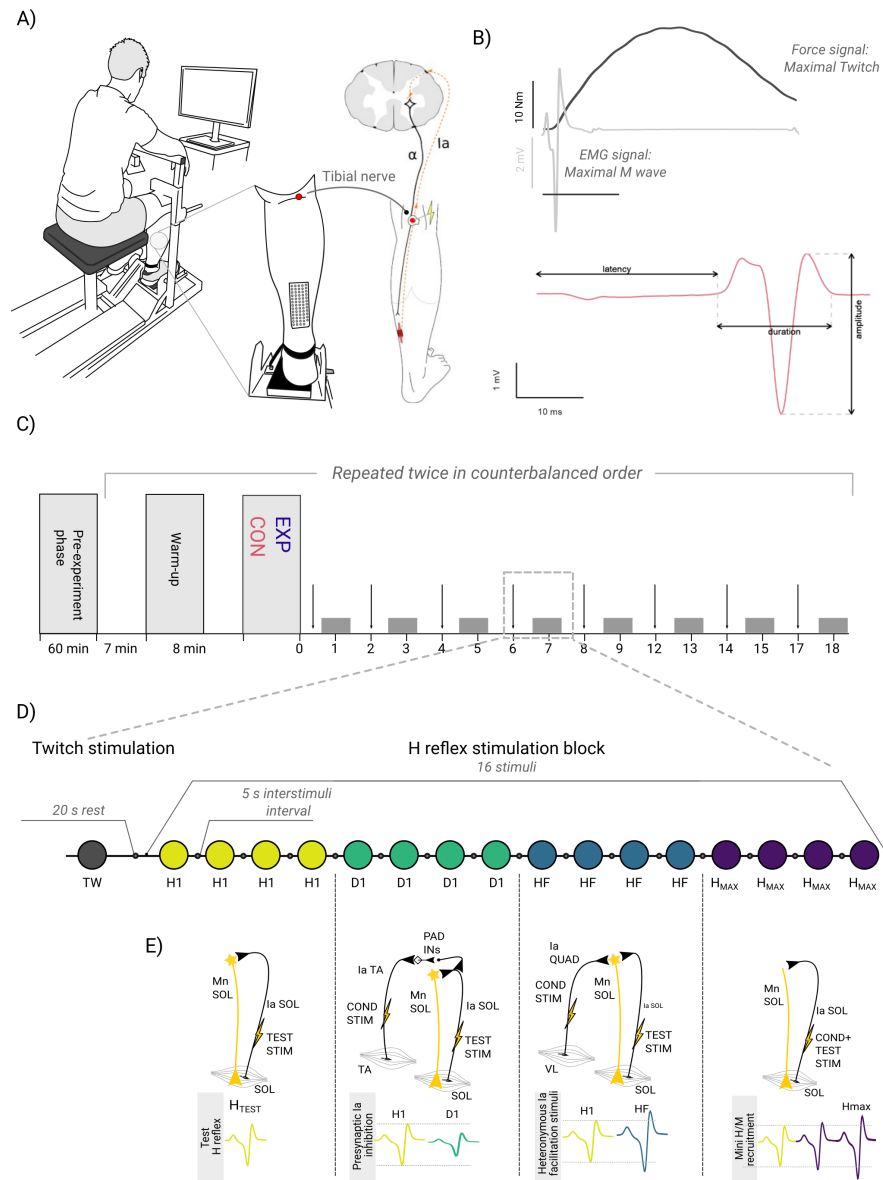 A)
Tibial nerve
α
Ia
B)
Force signal:
Maximal Twitch
10 Nm
2 mV
EMG signal:
Maximal M wave
latency
duration
amplitude
1 mV
10 ms
C)
Repeated twice in counterbalanced order
Pre-experiment
phase
Warm-up
EXP
CON
60 min
7 min
8 min
0
1
2
3
4
5
6
7
8
9
12
13
14
15
17
18
D)
Twitch stimulation
H reflex stimulation block
16 stimuli
20 s rest
5 s interstimuli
interval
TW
H1
H1
H1
H1
D1
D1
D1
D1
HF
HF
HF
HF
HMAX
HMAX
HMAX
HMAX
E)
Mn
SOL
Ia SOL
TEST
STIM
SOL
HTEST
Test
H reflex
PAD
INs
Ia TA
Mn
SOL
Ia SOL
COND
STIM
TEST
STIM
TA
SOL
Presynaptic Ia
inhibition
H1
D1
Ia
QUAD
COND
STIM
Mn
SOL
Ia SOL
TEST
STIM
VL
SOL
Heteronymous Ia
facilitation stimuli
H1
HF
Mn
SOL
Ia SOL
COND+
TEST
STIM
SOL
Mini H/M
recruitment
Hmax